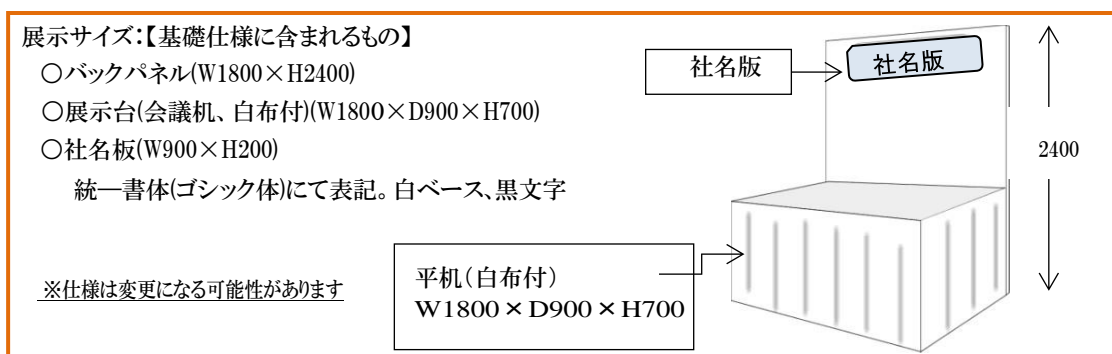 展示サイズ:【基礎仕様に含まれるもの】
○バックパネル(W1800×H2400)
○展示台(会議机、白布付)(W1800×D900×H700)
○社名板(W900×H200)
統一書体(ゴシック体)にて表記。白ベース、黒文字
※仕様は変更になる可能性があります
社名版
社名版
2400
平机(白布付)
W1800×D900×H700